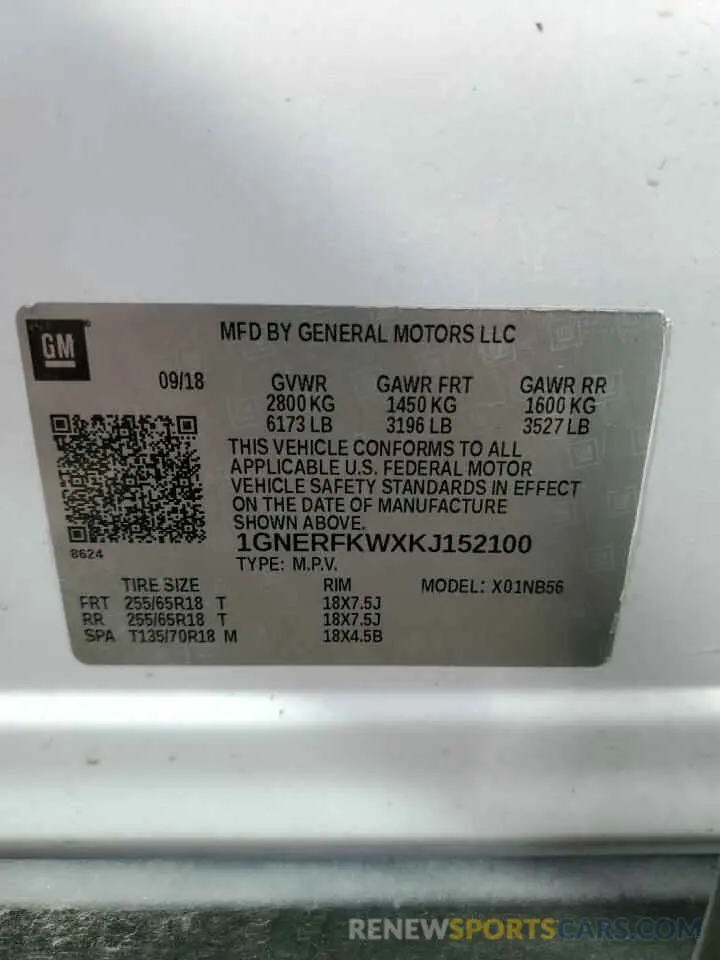 GM
MFD BY GENERAL MOTORS LLC
09/18 GVWR GAWR FRT GAWR RR
2800 KG 1450 KG 1600 KG
6173 LB 3196 LB 3527 LB
THIS VEHICLE CONFORMS TO ALL
APPLICABLE U.S. FEDERAL MOTOR
VEHICLE SAFETY STANDARDS IN EFFECT
ON THE DATE OF MANUFACTURE
SHOWN ABOVE.
8624
1GNERFKWXKJ152100
TYPE: M.P.V.
TIRE SIZE RIM MODEL: X01NB56
FRT 255/65R18 T 18X7.5J
RR 255/65R18 T 18X7.5J
SPA T135/70R18 M 18X4.5B
RENEWSPORTSCARS.COM